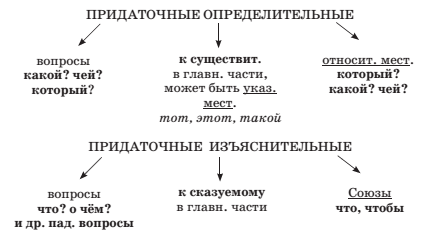 ПРИДАТОЧНЫЕ ОПРЕДЕЛИТЕЛЬНЫЕ
вопросы
какой? чей?
который?
к существит.
в главн. части,
может быть указ.
мест.
тот, этот, такой
относит. мест.
который?
какой? чей?
ПРИДАТОЧНЫЕ ИЗЪЯСНИТЕЛЬНЫЕ
вопросы
что? о чём?
и др. пад. вопросы
к сказуемому
в главн. части
Союзы
что, чтобы